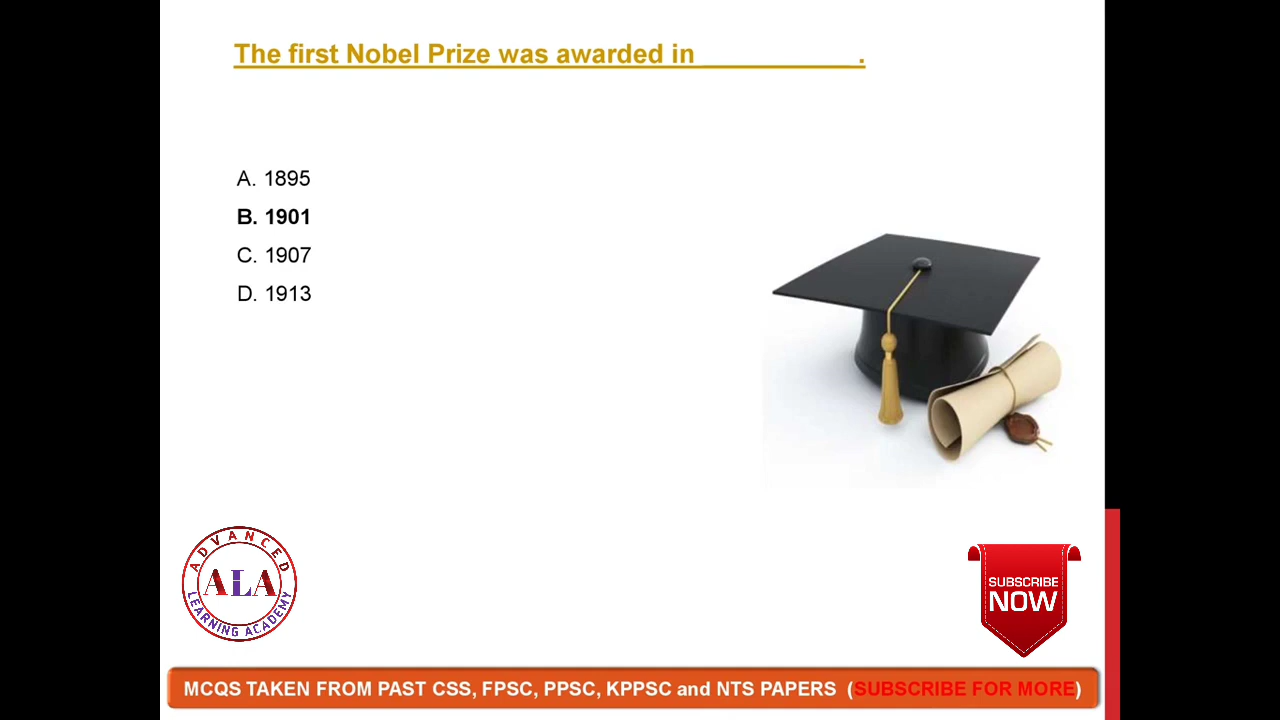 The first Nobel Prize was awarded in __________ .
A. 1895
B. 1901
C. 1907
D. 1913
ADVANCED
ALA
LEARNING ACADEMY
SUBSCRIBE
NOW
MCQS TAKEN FROM PAST CSS, FPSC, PPSC, KPPSC and NTS PAPERS (SUBSCRIBE FOR MORE)